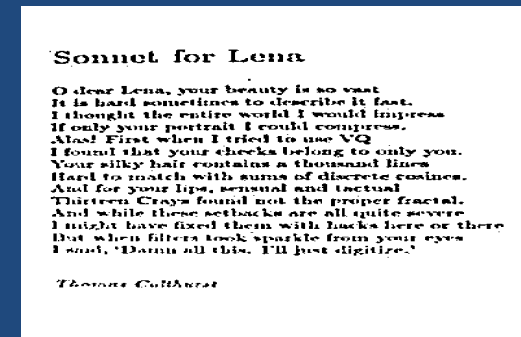 Sonnet for Lena
O dear Lena, your beauty is so vast
It is hard sometimes to describe it fast.
I thought the entire world I would impress
If only your portrait I could compress.
Alas! First when I tried to use VQ
I found that your cheeks belong to only you.
Your silky hair contains a thousand lines
Hard to match with sums of discrete cosines.
And for your lips, sensual and tactual
Thirteen Crays found not the proper fractal.
And while these setbacks are all quite severe
I might have fixed them with hacks here or there
But when filters took sparkle from your eyes
I said, 'Damn all this. I'll just digitize.'
Thomas Colthurst